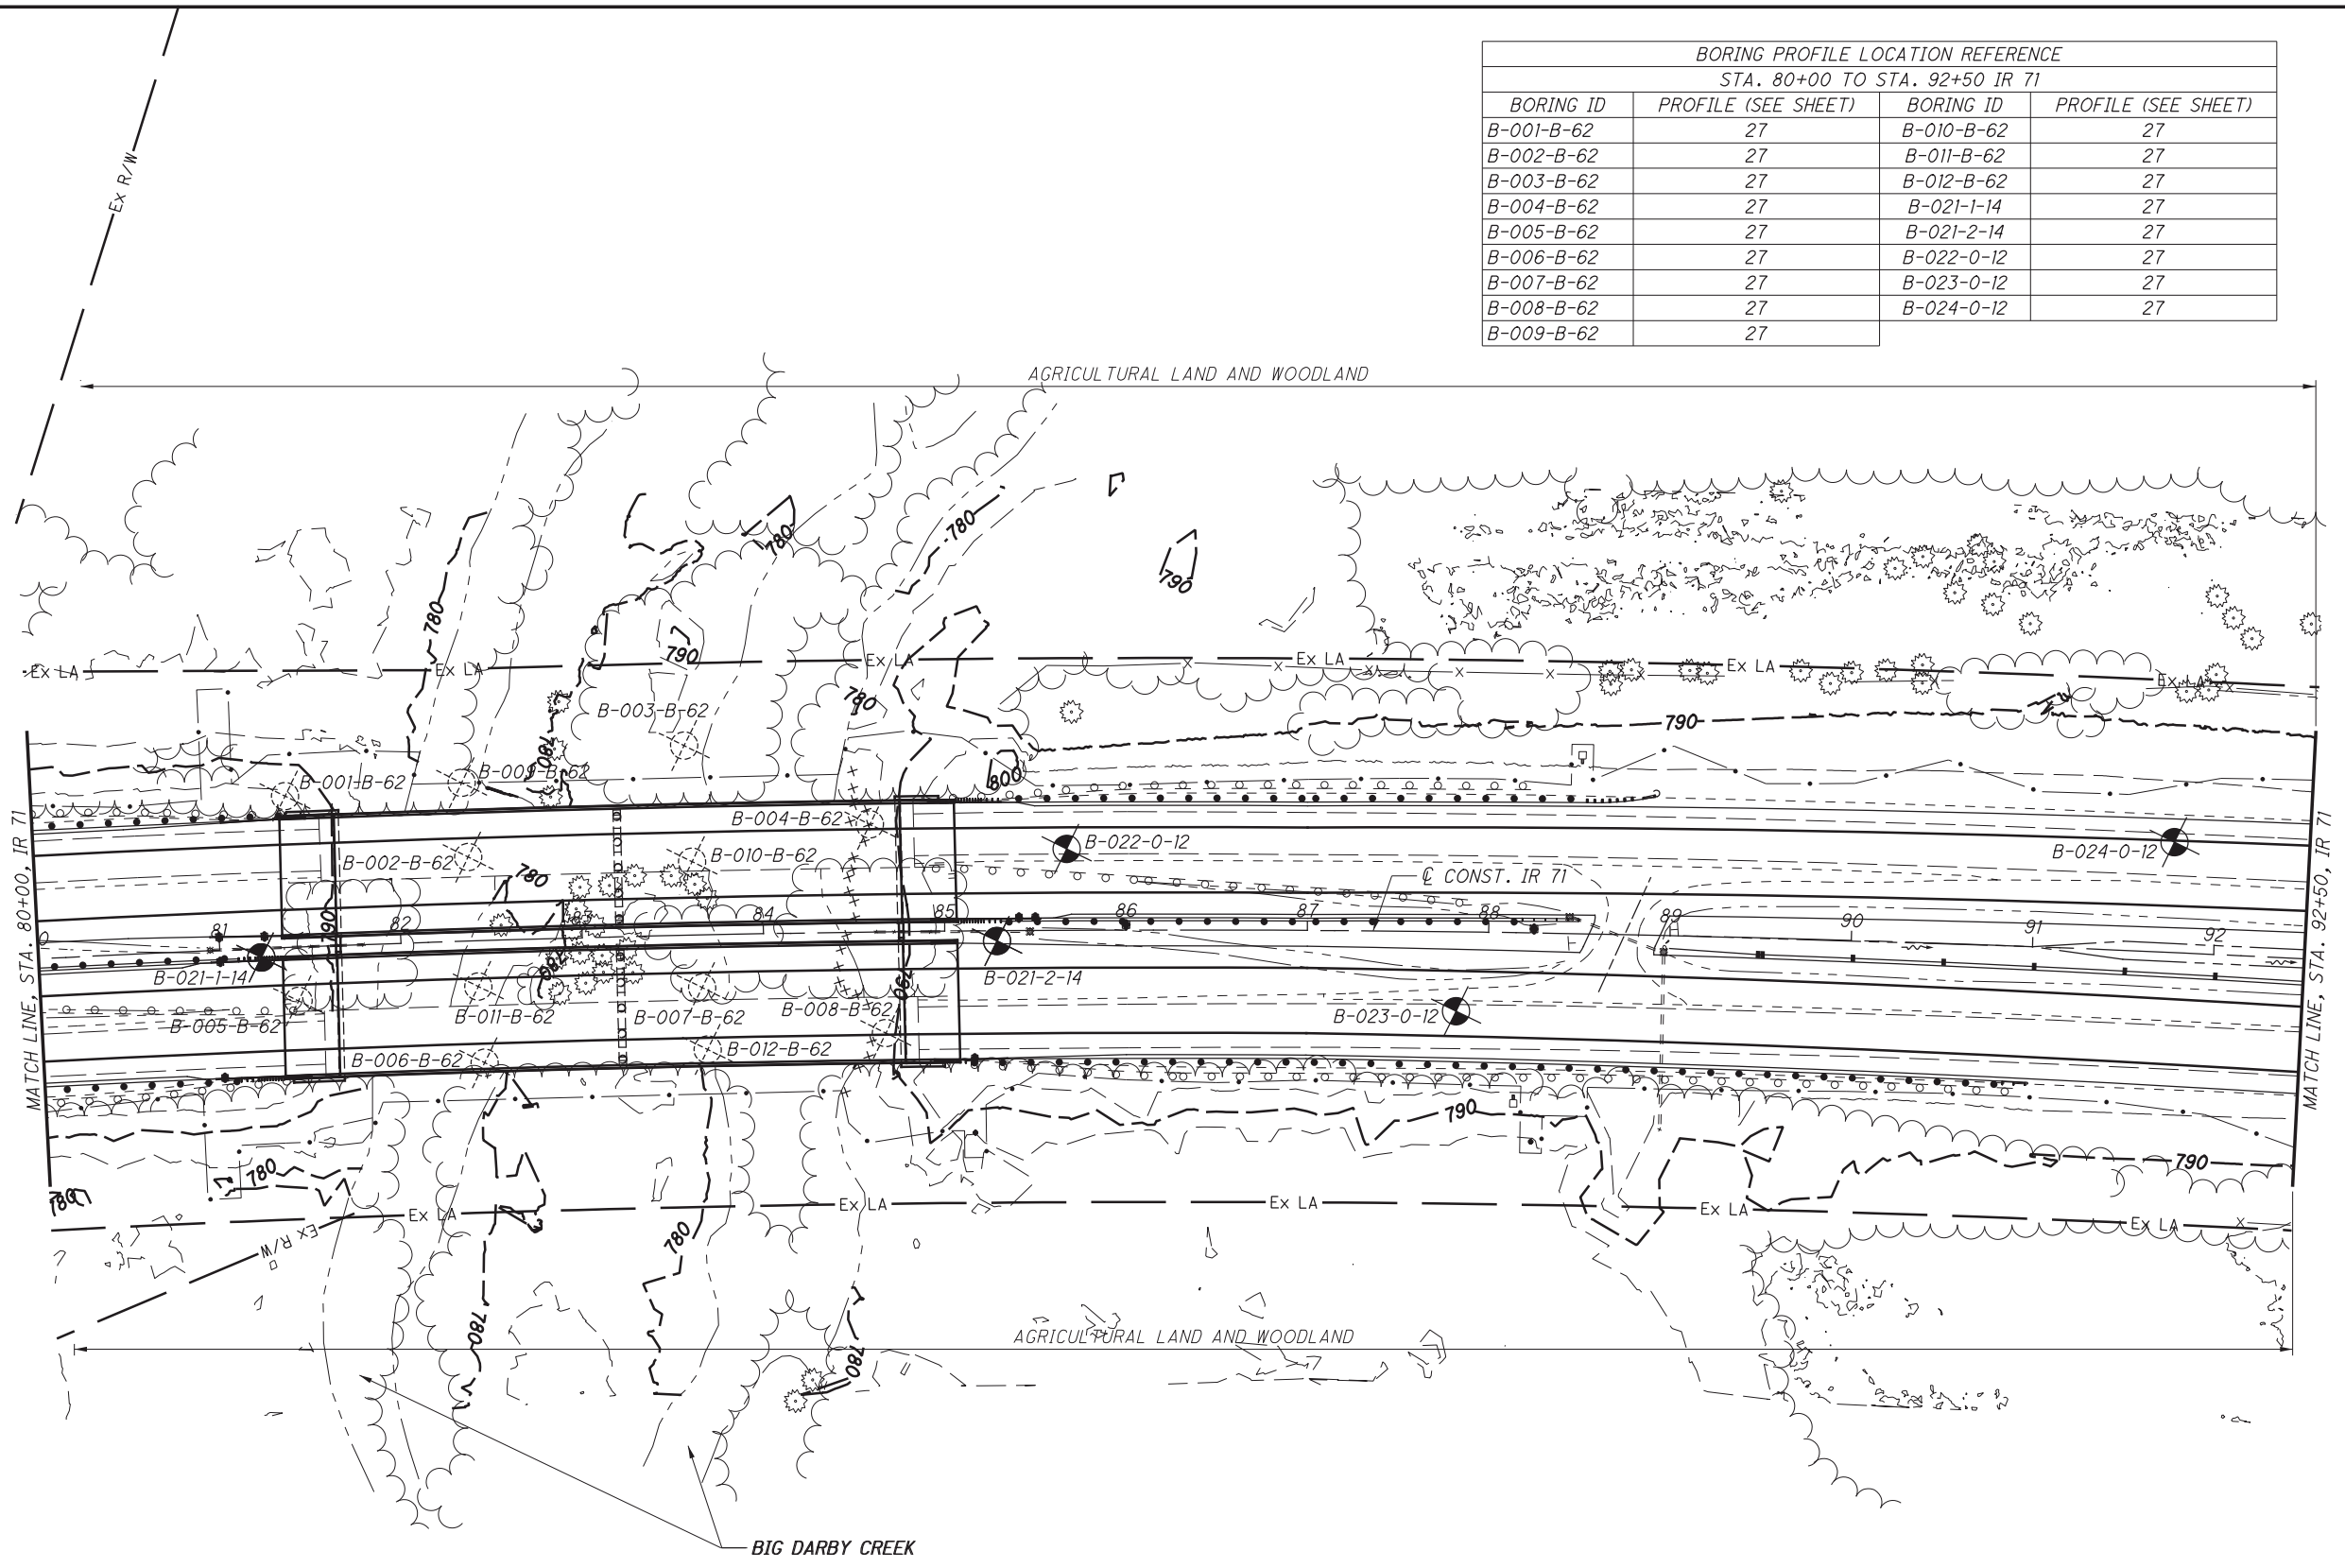 BORING PROFILE LOCATION REFERENCE
STA. 80+00 TO STA. 92+50 IR 71
BORING ID PROFILE (SEE SHEET) BORING ID PROFILE (SEE SHEET)
B-001-B-62 27 B-010-B-62 27
B-002-B-62 27 B-011-B-62 27
B-003-B-62 27 B-012-B-62 27
B-004-B-62 27 B-021-1-14 27
B-005-B-62 27 B-021-2-14 27
B-006-B-62 27 B-022-0-12 27
B-007-B-62 27 B-023-0-12 27
B-008-B-62 27 B-024-0-12 27
B-009-B-62 27
Ex R/W
AGRICULTURAL LAND AND WOODLAND
780
780
780
790
790
Ex LA
Ex LA
Ex LA
Ex LA
Ex LA
Ex LA
780
B-003-B-62
790
780
800
B-001-B-62
B-009-B-62
B-004-B-62
B-002-B-62
B-010-B-62
B-022-0-12
B-024-0-12
780
℄ CONST. IR 71
790
81 82 83 84 85 86 87 88 89 90 91 92
B-021-1-14
780
790
B-021-2-14
B-005-B-62
B-011-B-62
B-007-B-62
B-008-B-62
B-023-0-12
B-006-B-62
B-012-B-62
MATCH LINE, STA. 80+00, IR 71
MATCH LINE, STA. 92+50, IR 71
790
790
780
780
Ex LA
Ex LA
Ex LA
Ex LA
Ex LA
Ex R/W
780
780
780
AGRICULTURAL LAND AND WOODLAND
BIG DARBY CREEK